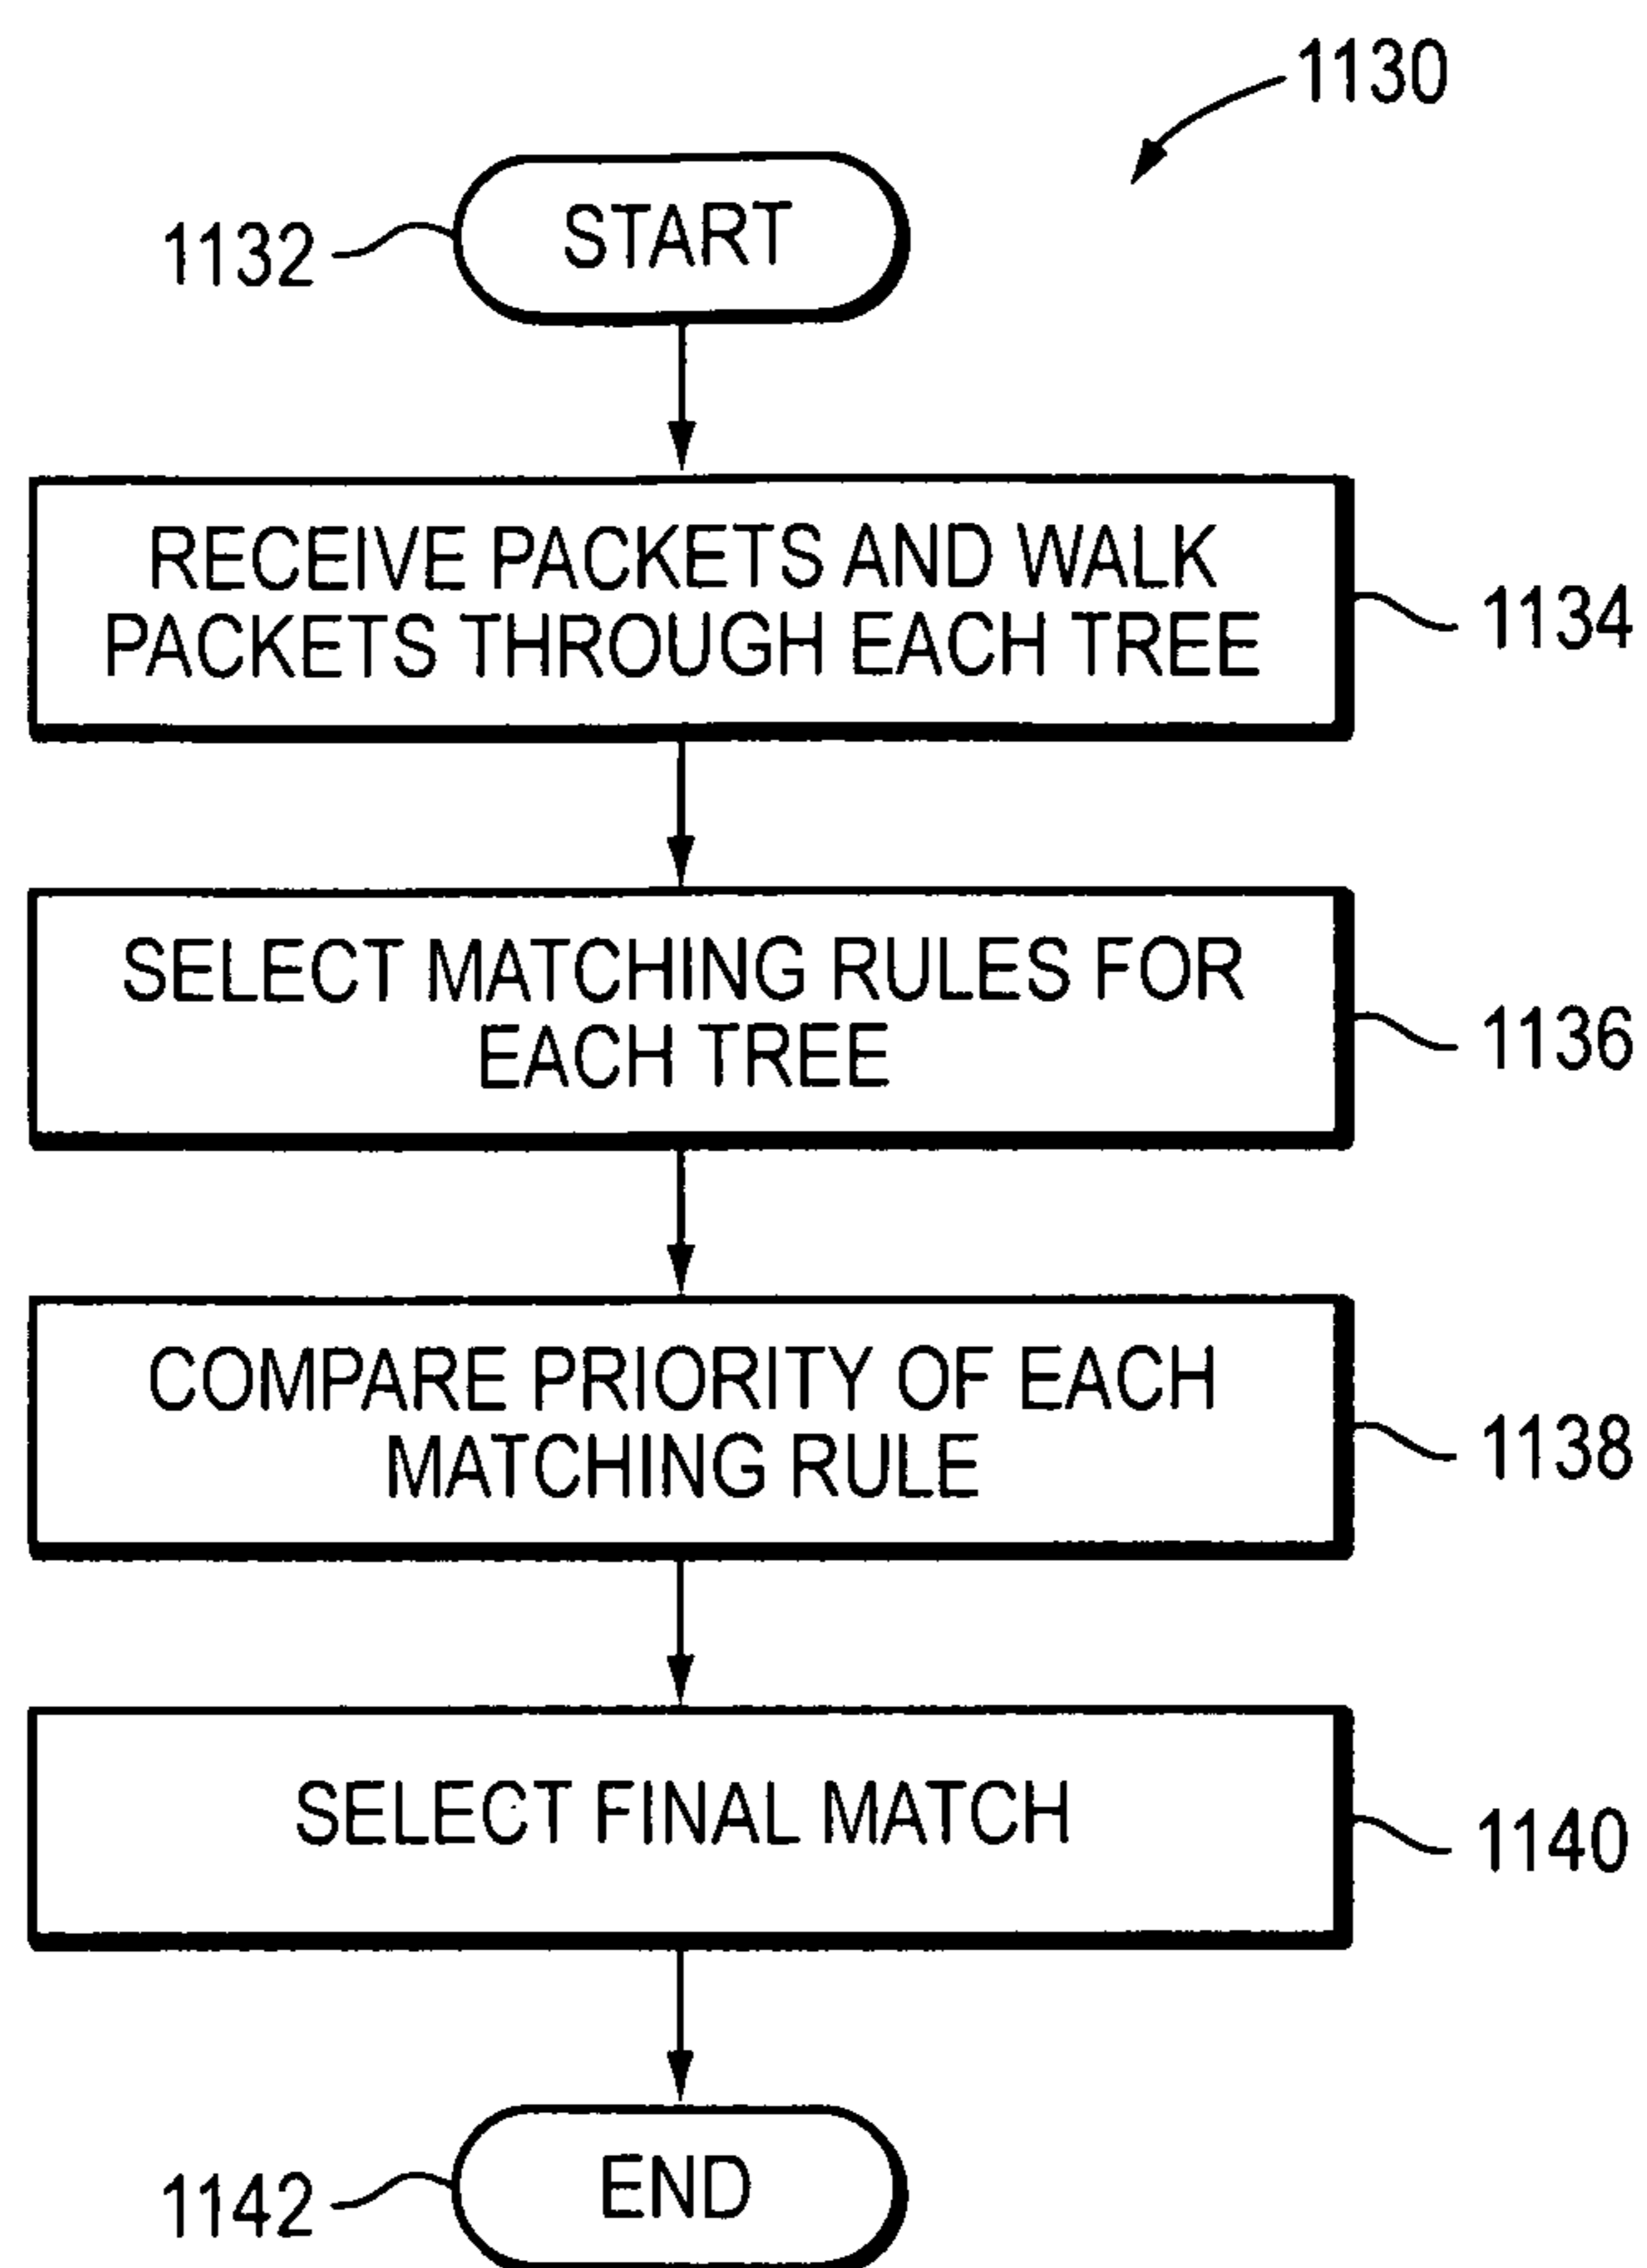 1130
1132
START
RECEIVE PACKETS AND WALK
PACKETS THROUGH EACH TREE
1134
SELECT MATCHING RULES FOR
EACH TREE
1136
COMPARE PRIORITY OF EACH
MATCHING RULE
1138
SELECT FINAL MATCH
1140
1142
END